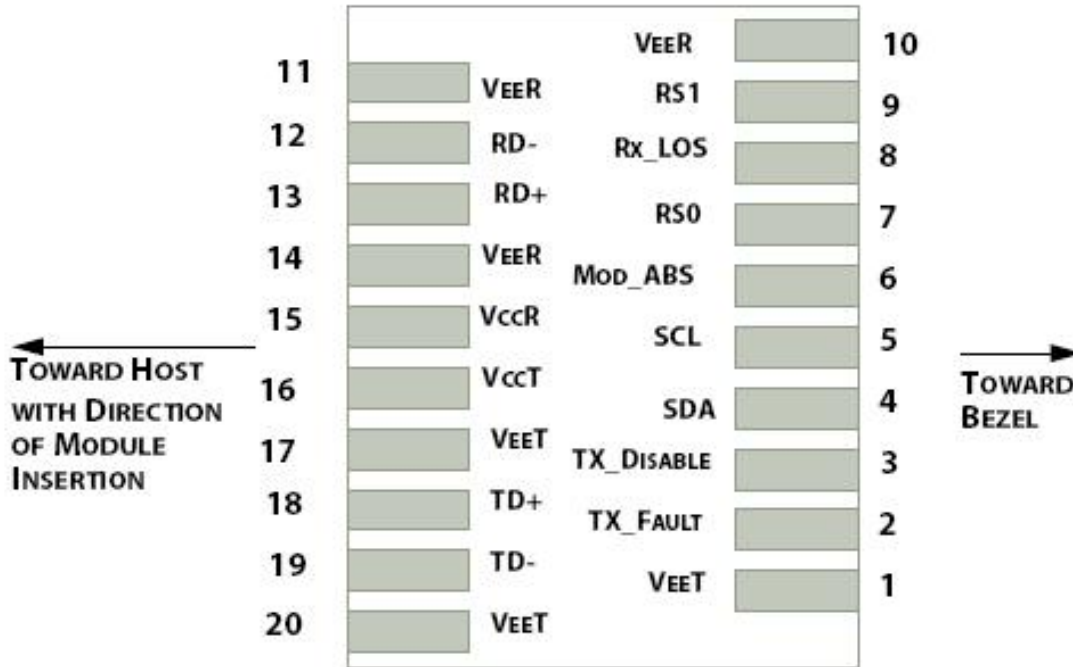 VEER 10
11 VEER
RS1 9
12 RD-
RX_LOS 8
13 RD+
RS0 7
14 VEER
MOD_ABS 6
15 VCCR
SCL 5
TOWARD HOST
WITH DIRECTION
OF MODULE
INSERTION
TOWARD
BEZEL
16 VCCT
SDA 4
17 VEET
TX_DISABLE 3
18 TD+
TX_FAULT 2
19 TD-
VEET 1
20 VEET